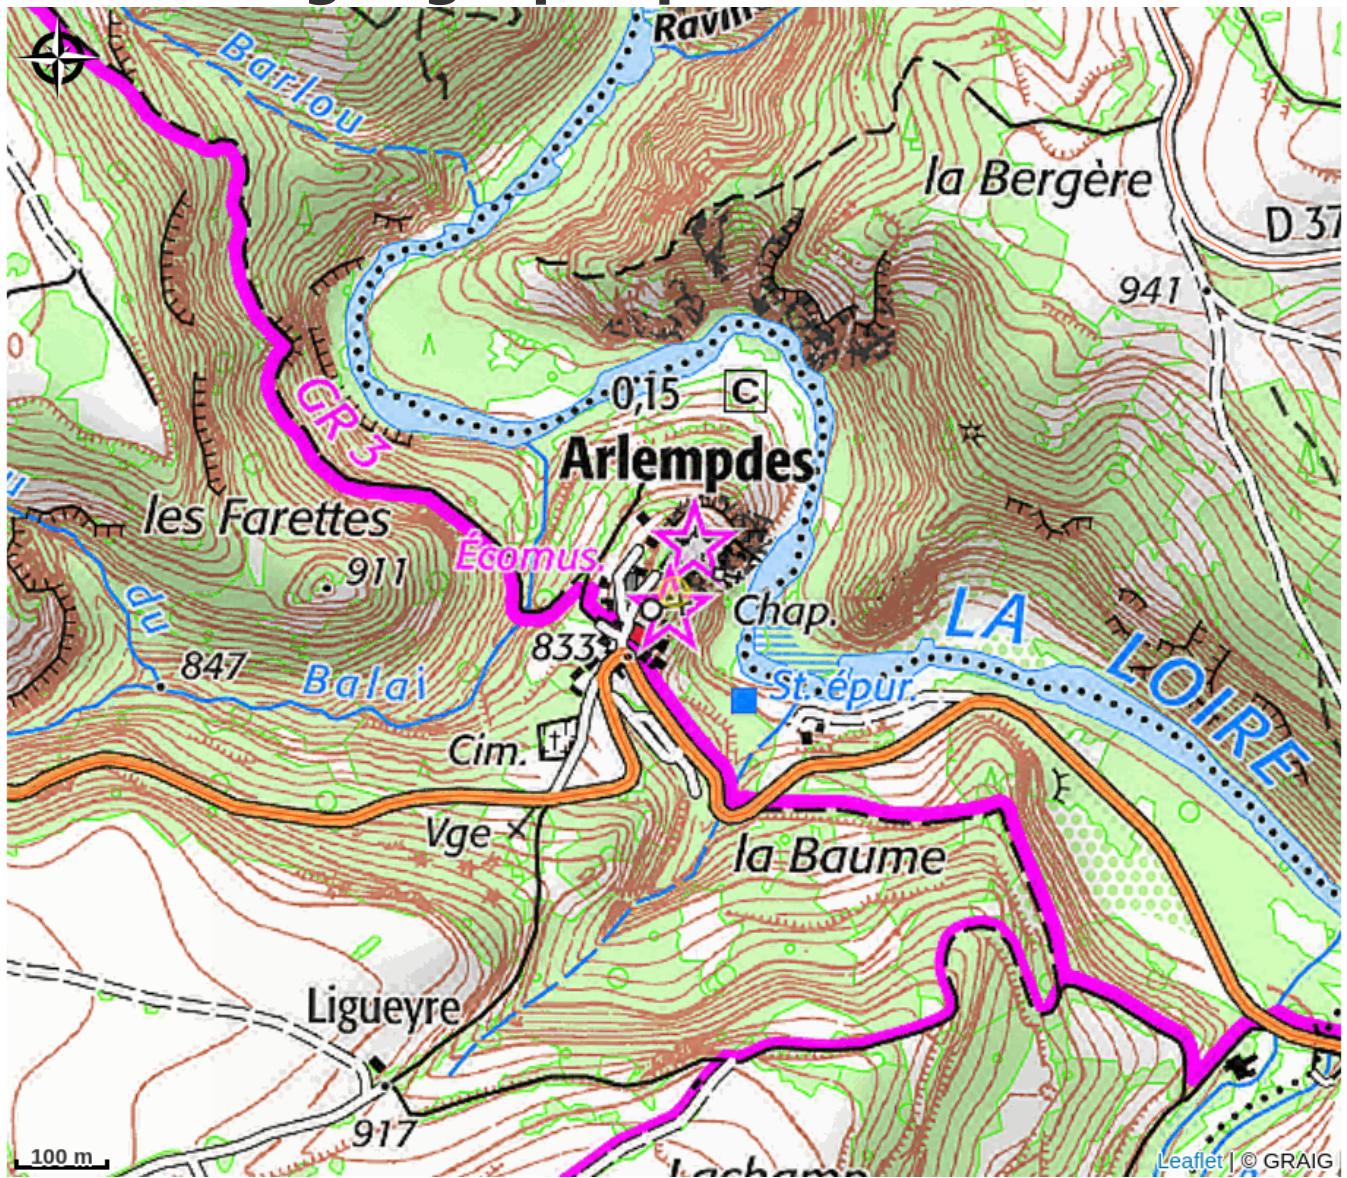 Barlou
la Bergère
D 37
941
GR 3
0,15
C
Arlempdes
les Farettes
911
Écomus.
du
Chap.
LA
LOIRE
833
847
Balai
St. épur.
Cim.
Vge
la Baume
Ligueyre
917
100 m
Leaflet | © GRAIG